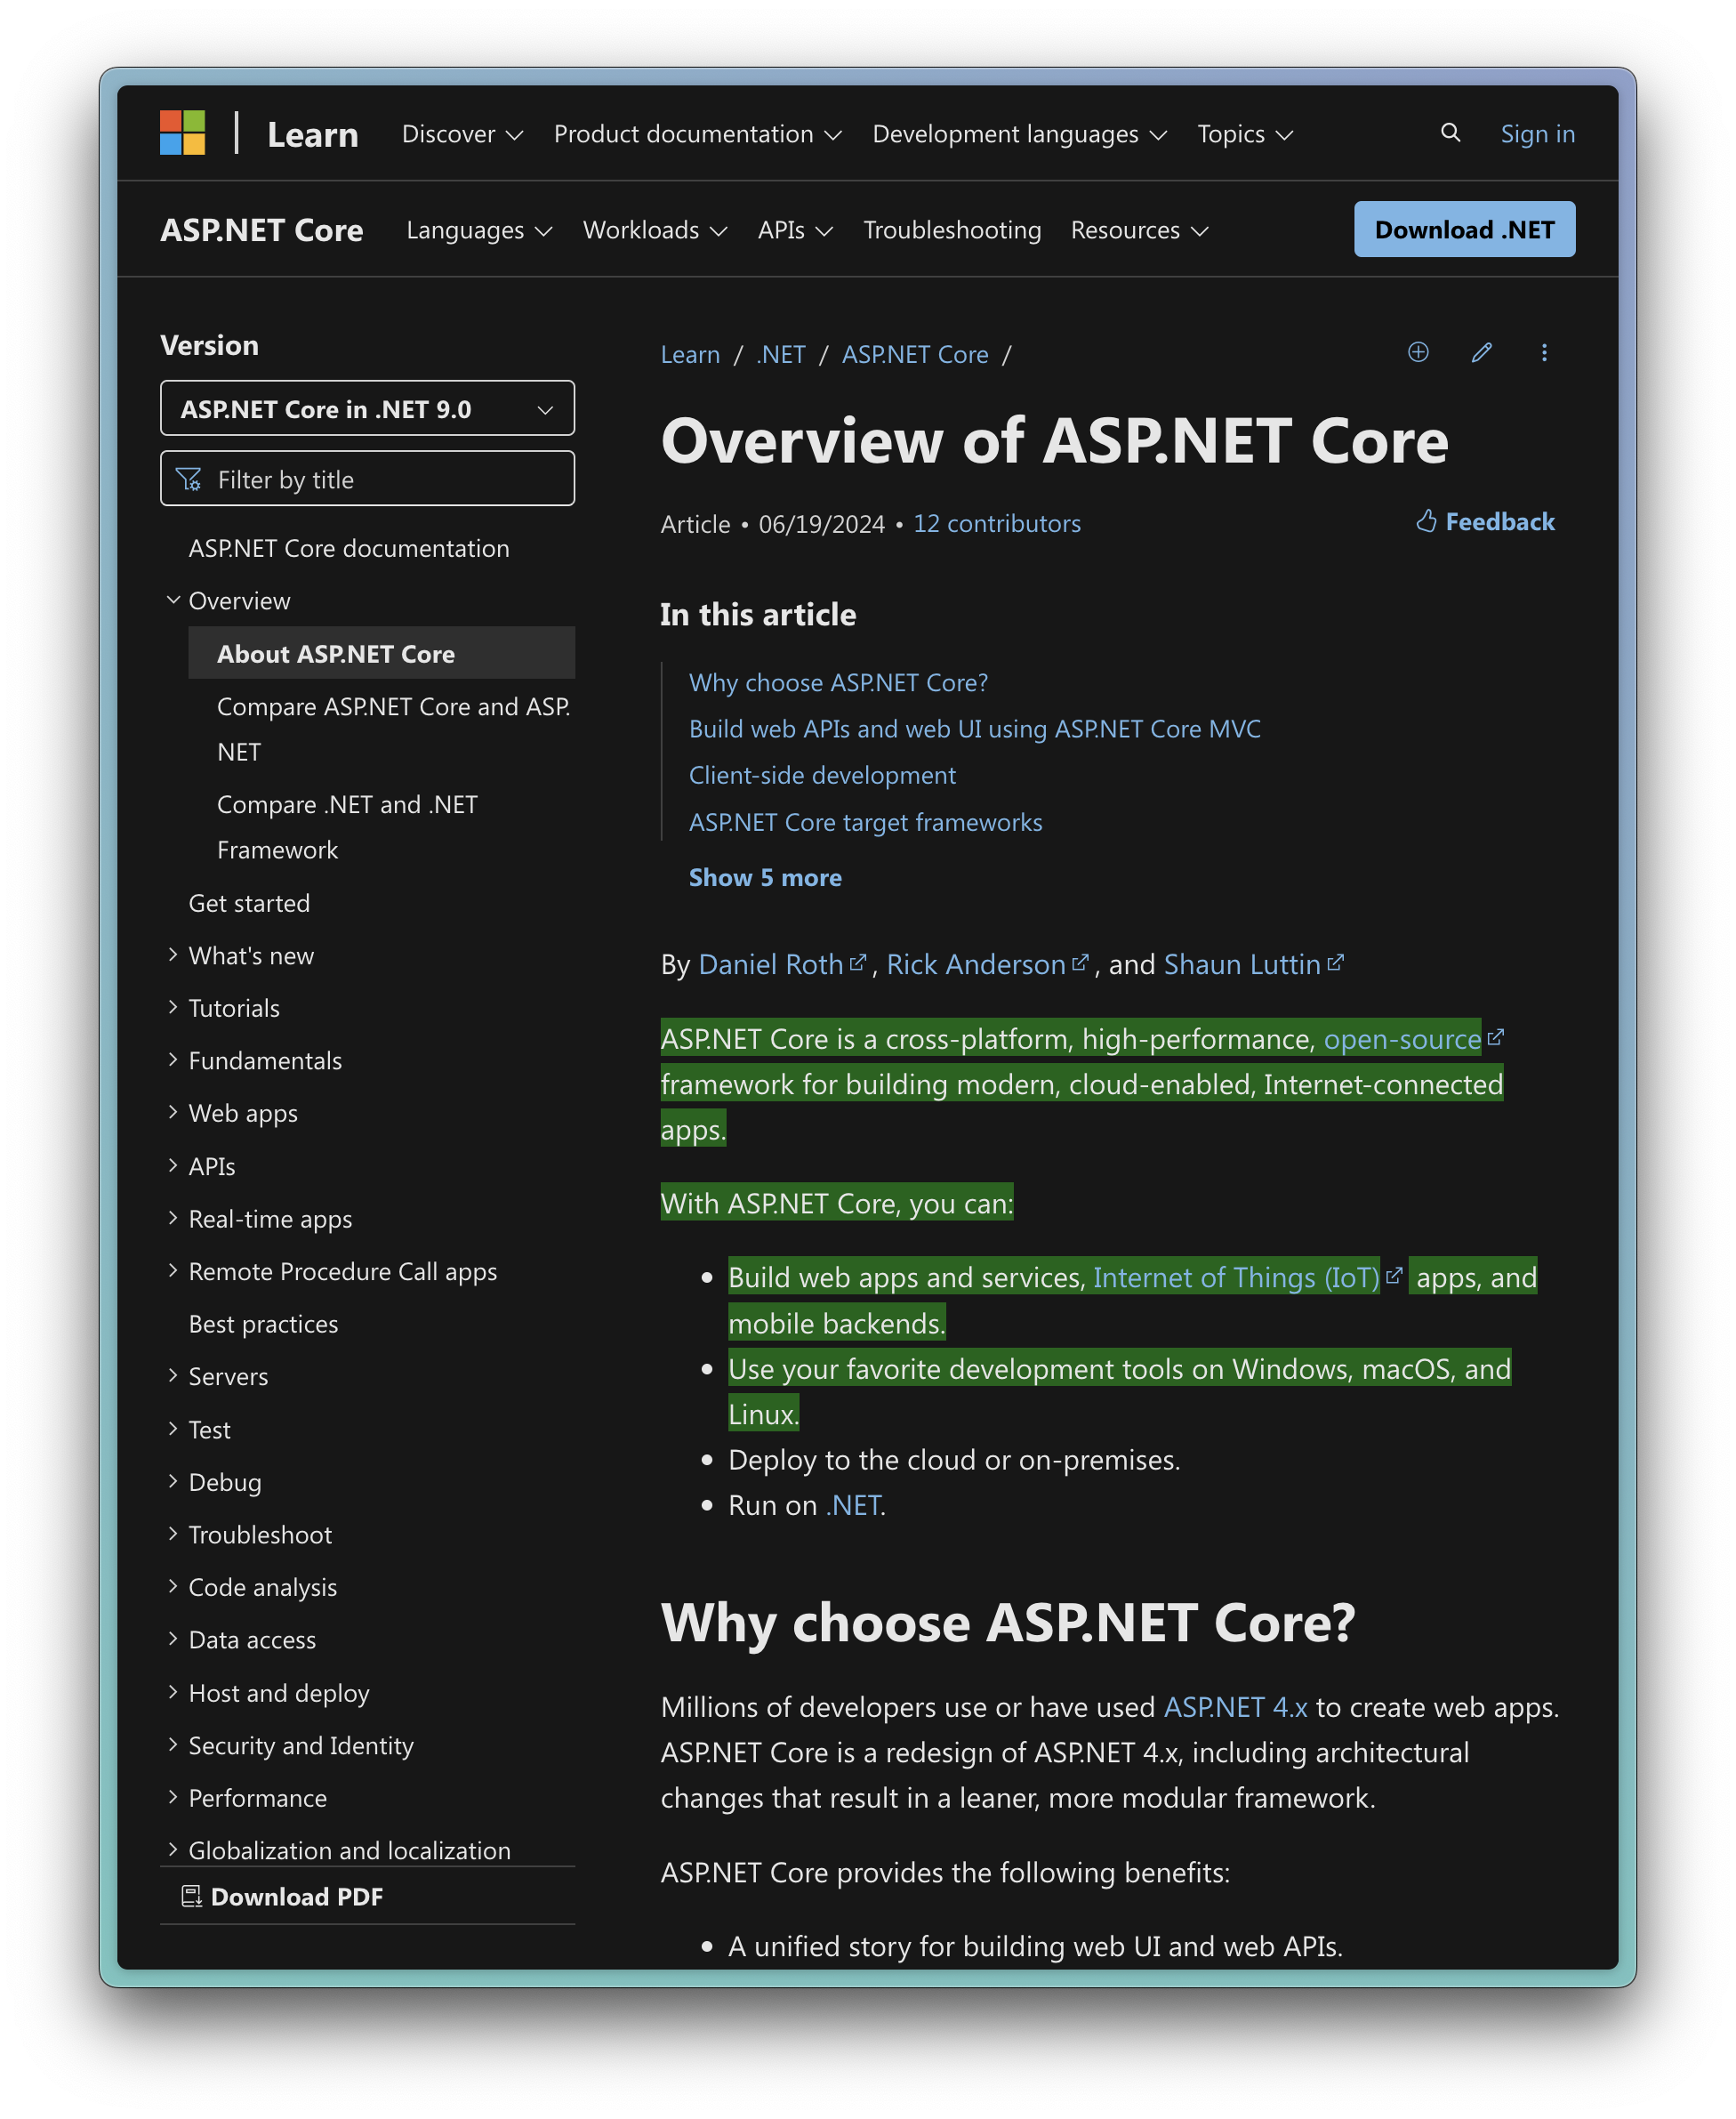 Learn Discover Product documentation Development languages Topics Sign in
ASP.NET Core Languages Workloads APIs Troubleshooting Resources Download .NET
Version
ASP.NET Core in .NET 9.0
Filter by title
ASP.NET Core documentation
Overview
About ASP.NET Core
Compare ASP.NET Core and ASP.
NET
Compare .NET and .NET
Framework
Get started
What's new
Tutorials
Fundamentals
Web apps
APIs
Real-time apps
Remote Procedure Call apps
Best practices
Servers
Test
Debug
Troubleshoot
Code analysis
Data access
Host and deploy
Security and Identity
Performance
Globalization and localization
Download PDF
Learn / .NET / ASP.NET Core /
Overview of ASP.NET Core
Article • 06/19/2024 • 12 contributors Feedback
In this article
Why choose ASP.NET Core?
Build web APIs and web UI using ASP.NET Core MVC
Client-side development
ASP.NET Core target frameworks
Show 5 more
By Daniel Roth, Rick Anderson, and Shaun Luttin
ASP.NET Core is a cross-platform, high-performance, open-source
framework for building modern, cloud-enabled, Internet-connected
apps.
With ASP.NET Core, you can:
• Build web apps and services, Internet of Things (IoT) apps, and
mobile backends.
• Use your favorite development tools on Windows, macOS, and
Linux.
• Deploy to the cloud or on-premises.
• Run on .NET.
Why choose ASP.NET Core?
Millions of developers use or have used ASP.NET 4.x to create web apps.
ASP.NET Core is a redesign of ASP.NET 4.x, including architectural
changes that result in a leaner, more modular framework.
ASP.NET Core provides the following benefits:
• A unified story for building web UI and web APIs.